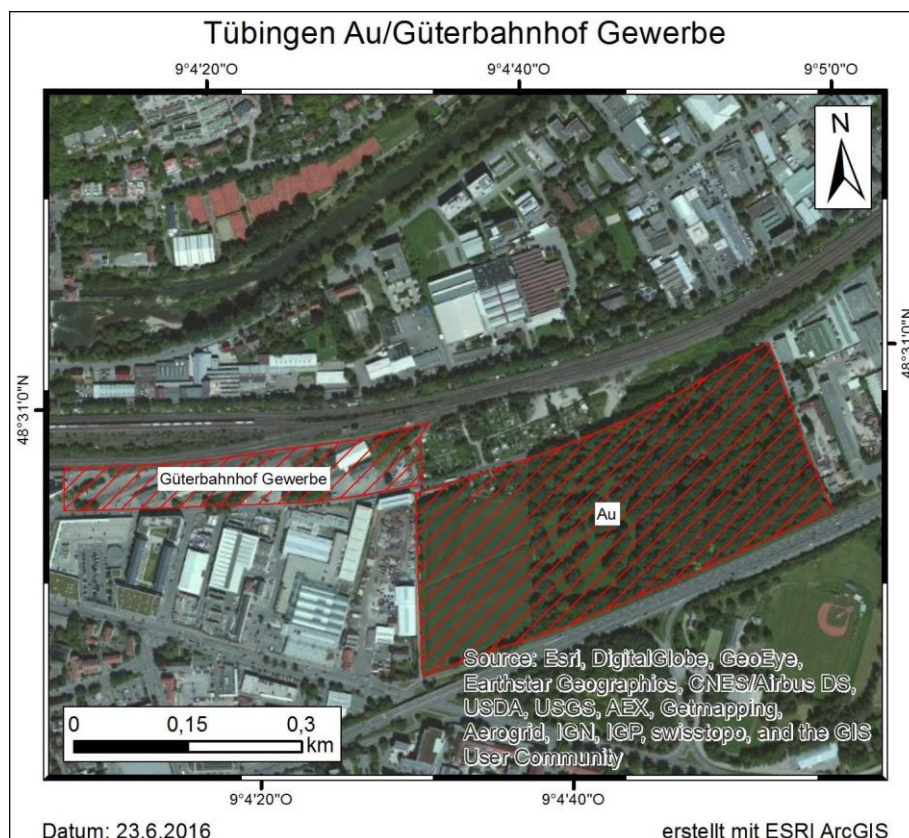 Tübingen Au/Güterbahnhof Gewerbe
9°4'20"O
9°4'40"O
9°5'0"O
N
48°31'0"N
48°31'0"N
Güterbahnhof Gewerbe
Au
Source: Esri, DigitalGlobe, GeoEye,
Earthstar Geographics, CNES/Airbus DS,
USDA, USGS, AEX, Getmapping,
Aerogrid, IGN, IGP, swisstopo, and the GIS
User Community
0
0,15
0,3
km
9°4'20"O
9°4'40"O
Datum: 23.6.2016
erstellt mit ESRI ArcGIS